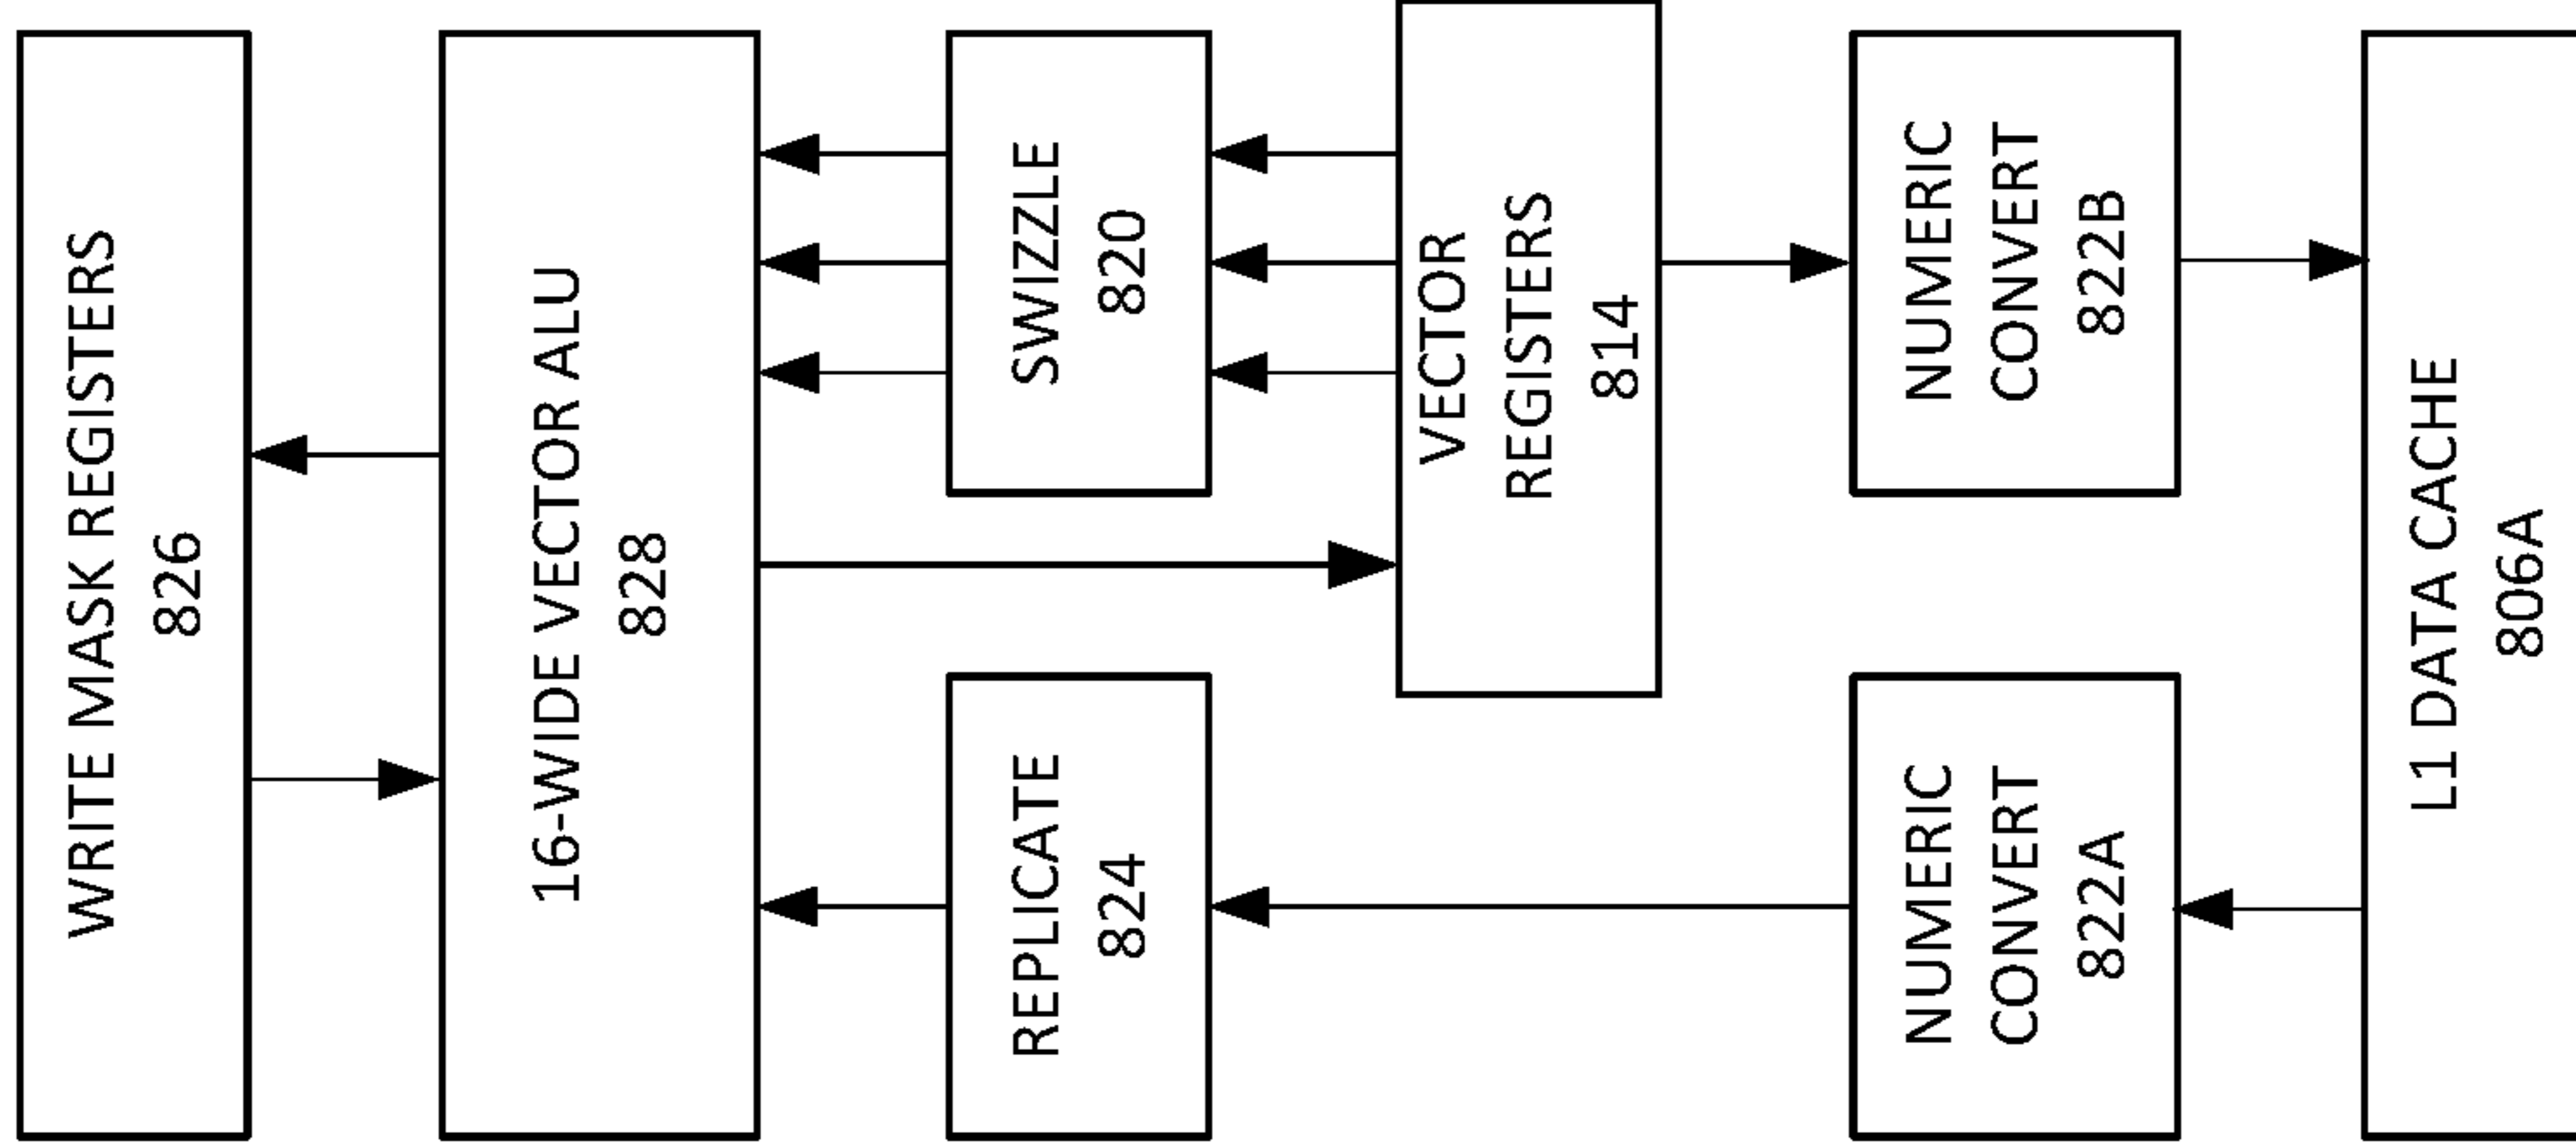 WRITE MASK REGISTERS
826
16-WIDE VECTOR ALU
828
REPLICATE
824
SWIZZLE
820
VECTOR
REGISTERS
814
NUMERIC
CONVERT
822A
NUMERIC
CONVERT
822B
L1 DATA CACHE
806A